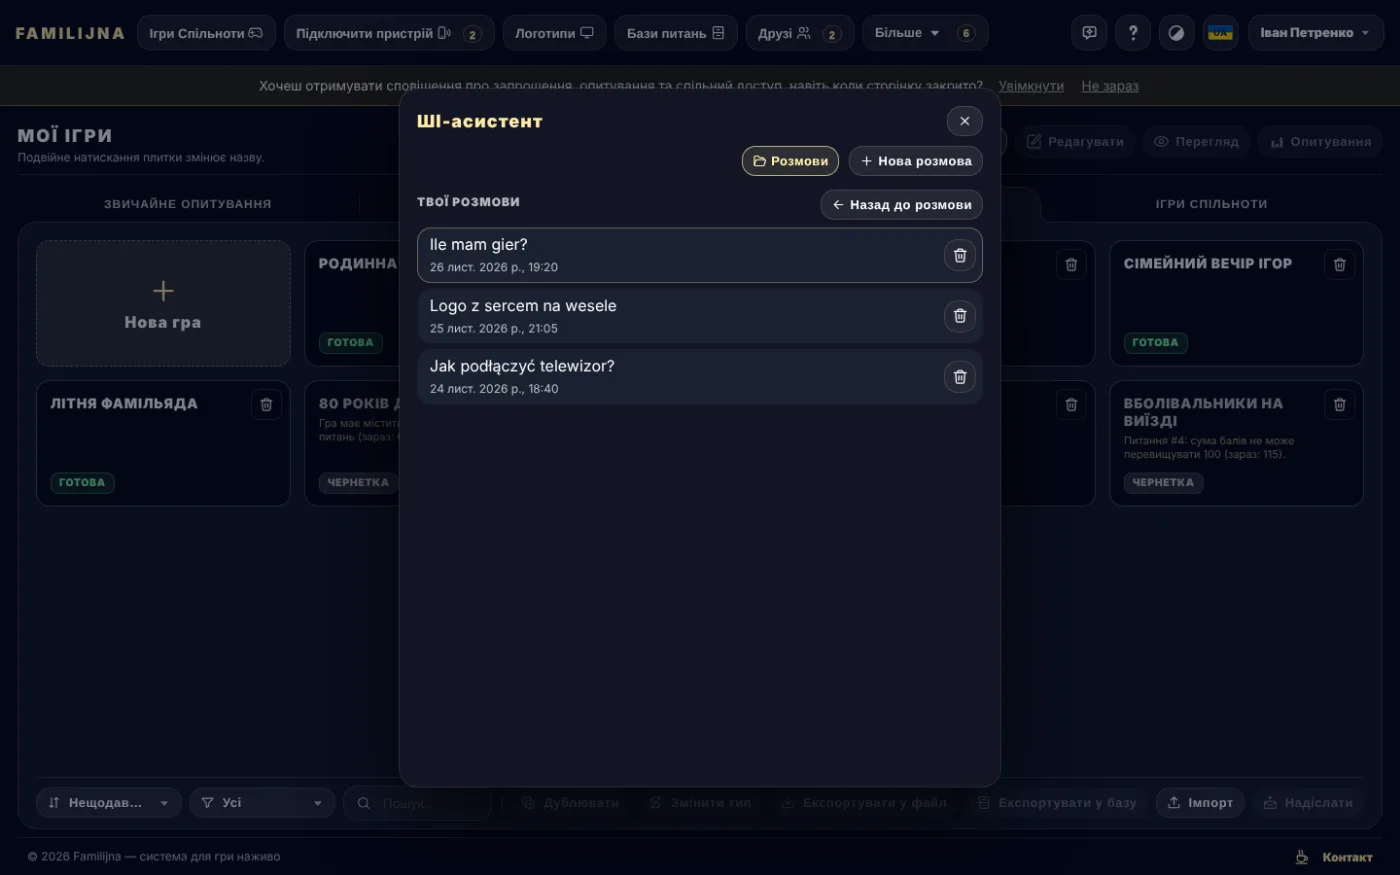 FAMILIJNA
Ігри Спільноти
Підключити пристрій 2
Логотипи
Бази питань
Друзі 2
Більше 6
?
UA
Іван Петренко
Хочеш отримувати сповіщення про запрошення, опитування та спільний доступ, навіть коли сторінку закрито? Увімкнути Не зараз
МОЇ ІГРИ
Подвійне натискання плитки змінює назву.
Редагувати
Перегляд
Опитування
ЗВИЧАЙНЕ ОПИТУВАННЯ
ІГРИ СПІЛЬНОТИ
ШІ-асистент
Розмови
Нова розмова
ТВОЇ РОЗМОВИ
Назад до розмови
Ile mam gier?
26 лист. 2026 р., 19:20
Logo z sercem na wesele
25 лист. 2026 р., 21:05
Jak podłączyć telewizor?
24 лист. 2026 р., 18:40
Нова гра
РОДИННА
ГОТОВА
СІМЕЙНИЙ ВЕЧІР ІГОР
ГОТОВА
ЛІТНЯ ФАМІЛЬЯДА
ГОТОВА
80 РОКІВ
Гра має
питань (зараз:
ЧЕРНЕТКА
ВБОЛІВАЛЬНИКИ НА
ВИЇЗДІ
Питання #4: сума балів не може
перевищувати 100 (зараз: 115).
ЧЕРНЕТКА
Нещодав...
Усі
Пошук...
Дублювати
Змінити тип
Експортувати у файл
Експортувати у базу
Імпорт
Надіслати
© 2026 Familijna — система для гри наживо
Контакт